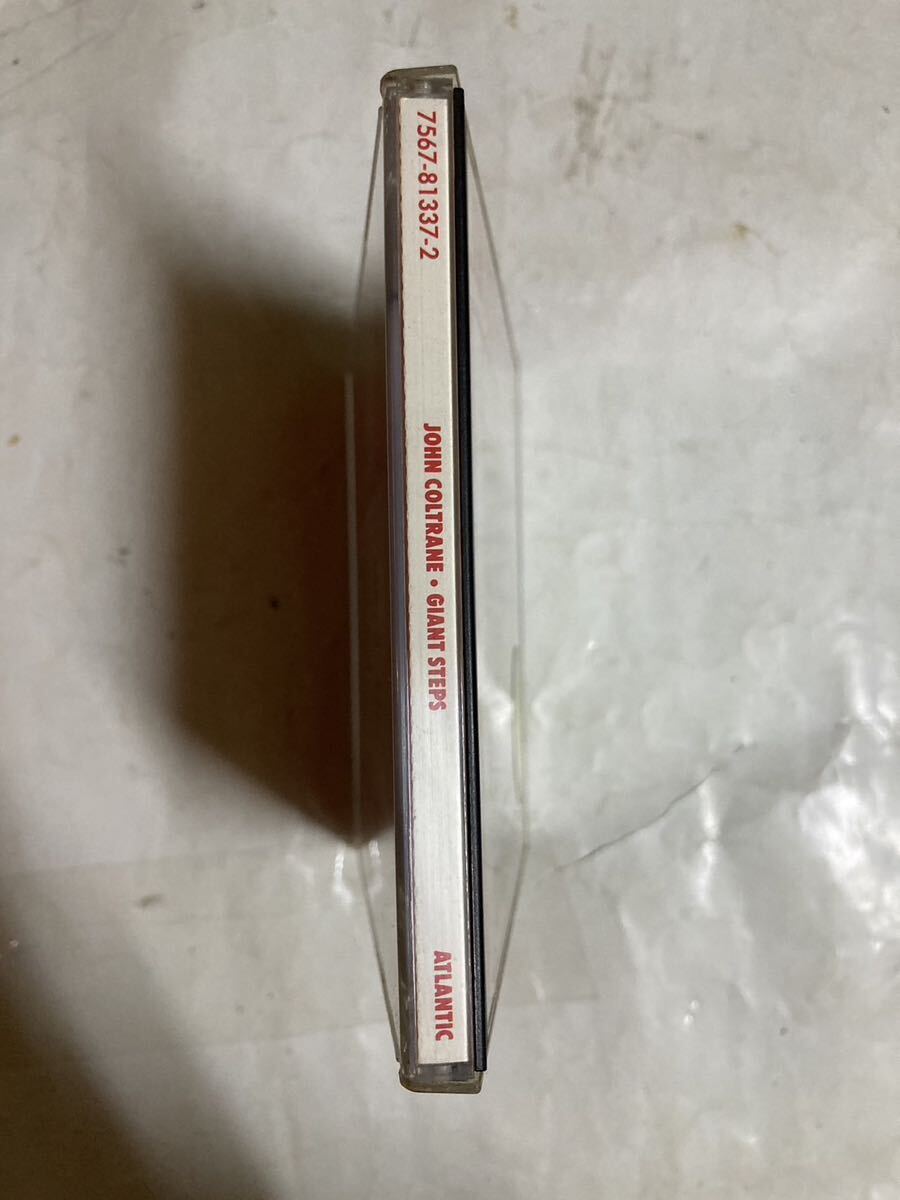 7567-81337-2
JOHN COLTRANE • GIANT STEPS
ATLANTIC